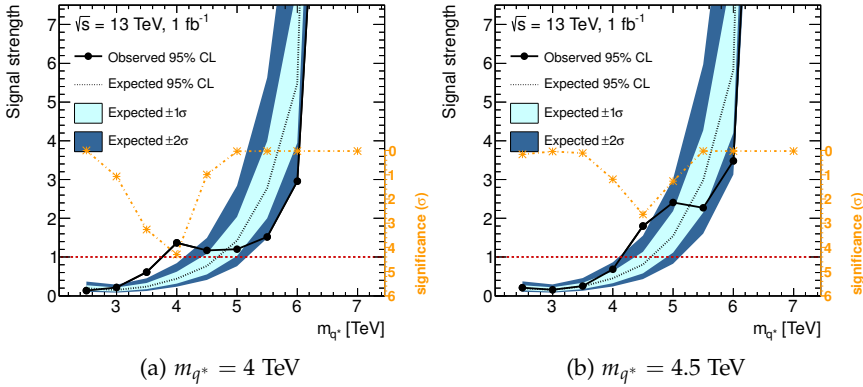 √s = 13 TeV, 1 fb⁻¹
Observed 95% CL
Expected 95% CL
Expected ±1σ
Expected ±2σ
Signal strength
7
6
5
4
3
2
1
0
0
1
2
3
4
5
6
significance (σ)
3 4 5 6 7
m_q* [TeV]
(a) m_q* = 4 TeV
√s = 13 TeV, 1 fb⁻¹
Observed 95% CL
Expected 95% CL
Expected ±1σ
Expected ±2σ
Signal strength
7
6
5
4
3
2
1
0
0
1
2
3
4
5
6
significance (σ)
3 4 5 6 7
m_q* [TeV]
(b) m_q* = 4.5 TeV